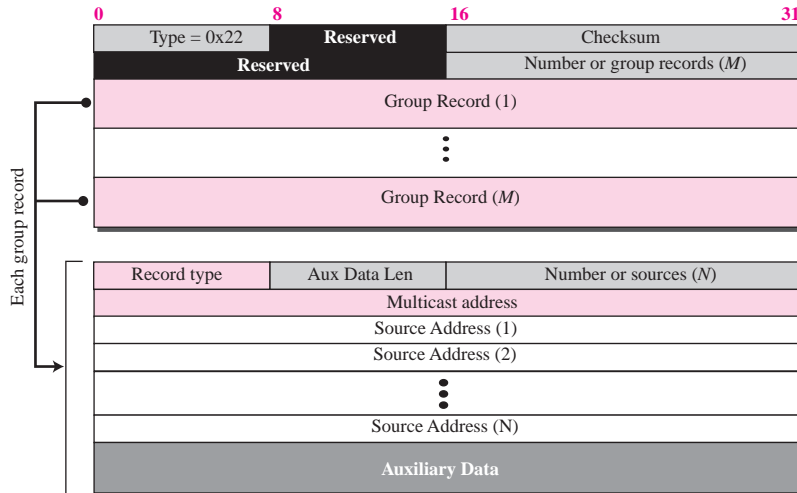 0 8 16 31
Type = 0x22 Reserved Checksum
Reserved Number or group records (M)
Group Record (1)
Group Record (M)
Each group record
Record type Aux Data Len Number or sources (N)
Multicast address
Source Address (1)
Source Address (2)
Source Address (N)
Auxiliary Data